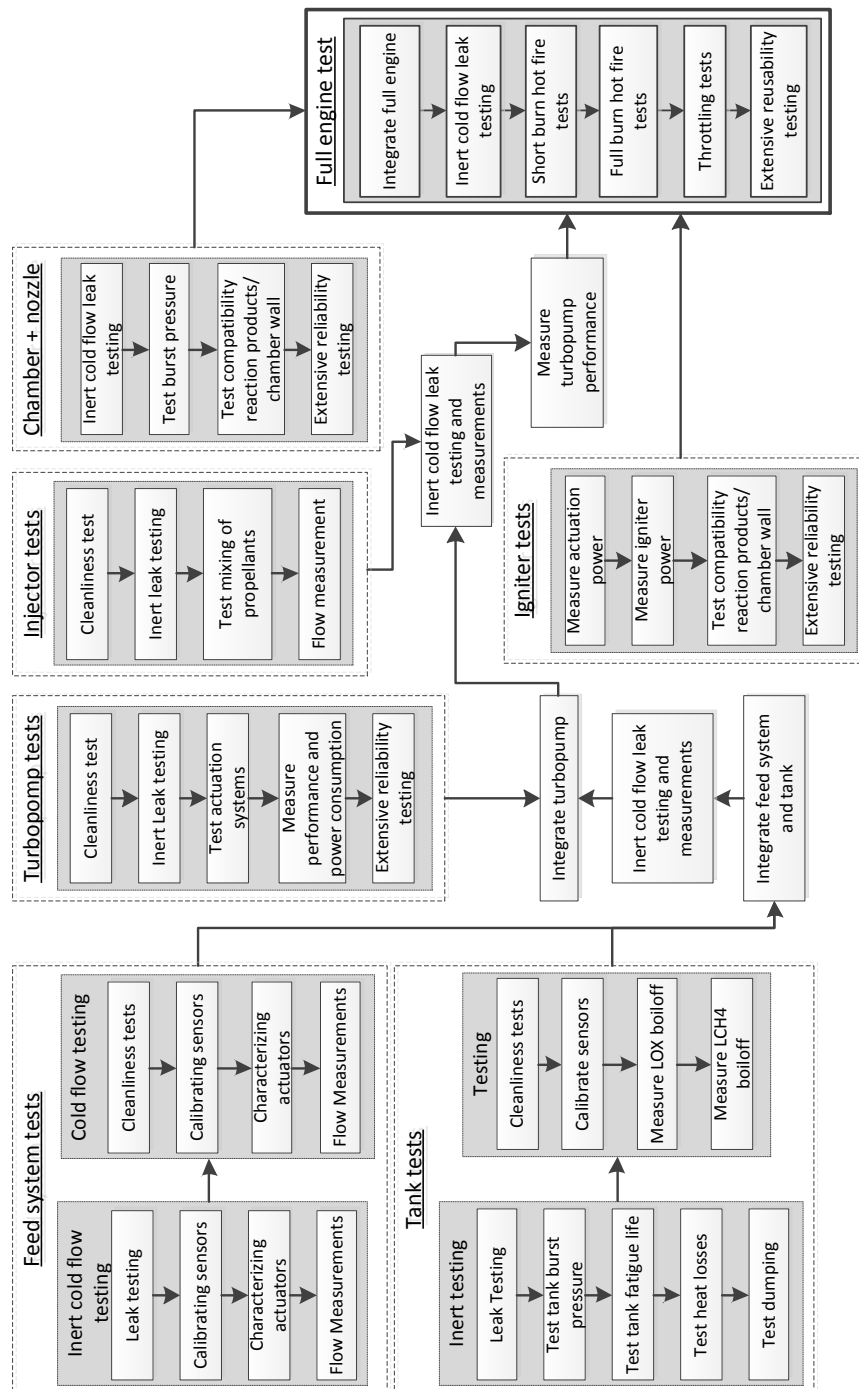 Feed system tests
Inert cold flow
testing
Leak testing
Calibrating sensors
Characterizing
actuators
Flow Measurements
Cold flow testing
Cleanliness tests
Calibrating sensors
Characterizing
actuators
Flow Measurements
Tank tests
Inert testing
Leak Testing
Test tank burst
pressure
Test tank fatigue life
Test heat losses
Test dumping
Testing
Cleanliness tests
Calibrate sensors
Measure LOX boiloff
Measure LCH4
boiloff
Turbopomp tests
Cleanliness test
Inert Leak testing
Test actuation
systems
Measure
performance and
power consumption
Extensive reliability
testing
Integrate turbopump
Inert cold flow leak
testing and
measurements
Integrate feed system
and tank
Injector tests
Cleanliness test
Inert leak testing
Test mixing of
propellants
Flow measurement
Inert cold flow leak
testing and
measurements
Measure
turbopump
performance
Igniter tests
Measure actuation
power
Measure igniter
power
Test compatibility
reaction products/
chamber wall
Extensive reliability
testing
Chamber + nozzle
Inert cold flow leak
testing
Test burst pressure
Test compatibility
reaction products/
chamber wall
Extensive reliability
testing
Full engine test
Integrate full engine
Inert cold flow leak
testing
Short burn hot fire
tests
Full burn hot fire
tests
Throttling tests
Extensive reusability
testing